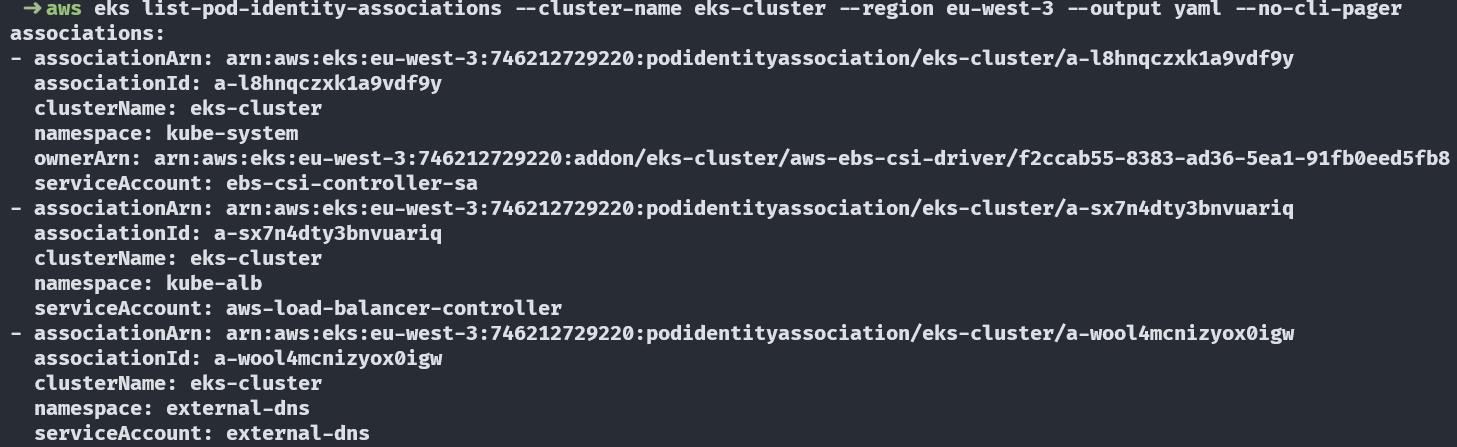 ➜ aws eks list-pod-identity-associations --cluster-name eks-cluster --region eu-west-3 --output yaml --no-cli-pager
associations:
- associationArn: arn:aws:eks:eu-west-3:746212729220:podidentityassociation/eks-cluster/a-l8hnqczxk1a9vdf9y
  associationId: a-l8hnqczxk1a9vdf9y
  clusterName: eks-cluster
  namespace: kube-system
  ownerArn: arn:aws:eks:eu-west-3:746212729220:addon/eks-cluster/aws-ebs-csi-driver/f2ccab55-8383-ad36-5ea1-91fb0eed5fb8
  serviceAccount: ebs-csi-controller-sa
- associationArn: arn:aws:eks:eu-west-3:746212729220:podidentityassociation/eks-cluster/a-sx7n4dty3bnvuariq
  associationId: a-sx7n4dty3bnvuariq
  clusterName: eks-cluster
  namespace: kube-alb
  serviceAccount: aws-load-balancer-controller
- associationArn: arn:aws:eks:eu-west-3:746212729220:podidentityassociation/eks-cluster/a-wool4mcnizyox0igw
  associationId: a-wool4mcnizyox0igw
  clusterName: eks-cluster
  namespace: external-dns
  serviceAccount: external-dns